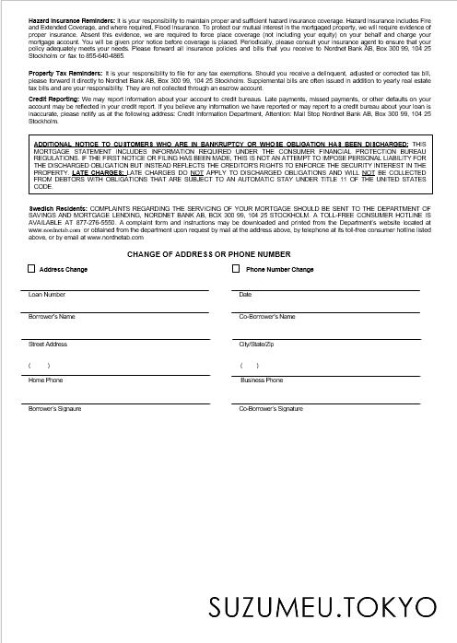 Hazard Insurance Reminders: It is your responsibility to maintain proper and sufficient hazard insurance coverage. Hazard insurance includes Fire
and Extended Coverage, and where required, Flood insurance. To protect our mutual interest in the mortgaged property, we will require evidence of
proper insurance. Absent this evidence, we are required to force place coverage (not including your equity) on your behalf and charge your
mortgage account. You will be given prior notice before coverage is placed. Periodically, please consult your insurance agent to ensure that
policy adequately meets your needs. Please forward all insurance policies and bills that you receive to Nordnet Bank AB, Box 300 99, 104 25
Stockholm or fax to 855-640-4865.
Property Tax Reminders: It is your responsibility to file for any tax exemptions. Should you receive a delinquent, adjusted or corrected tax bill,
please forward it directly to Nordnet Bank AB, Box 300 99, 104 25 Stockholm. Supplemental bills are often issued in addition to yearly real estate
tax bills and are your responsibility. They are not collected through an escrow account.
Credit Reporting: We may report information about your account to credit bureaus. Late payments, missed payments, or other defaults on your
account may be reflected in your credit report. If you believe any information we have reported or may report to a credit bureau about your loan is
inaccurate, please notify us at the following address: Credit Information Department, Attention: Mail Stop Nordnet Bank AB, Box 300 99, 104 25
Stockholm.
ADDITIONAL NOTICE TO CUSTOMERS WHO ARE IN BANKRUPTCY OR WHOSE OBLIGATION HAS BEEN DISCHARGED: THIS
MORTGAGE STATEMENT INCLUDES INFORMATION REQUIRED UNDER THE CONSUMER FINANCIAL PROTECTION BUREAU
REGULATIONS. IF THE FIRST NOTICE OR FILING HAS BEEN MADE, THIS IS NOT AN ATTEMPT TO IMPOSE PERSONAL LIABILITY FOR
THE DISCHARGED OBLIGATION BUT INSTEAD REFLECTS THE CREDITOR'S RIGHTS TO ENFORCE THE SECURITY INTEREST IN THE
PROPERTY. LATE CHARGES: LATE CHARGES DO NOT APPLY TO DISCHARGED OBLIGATIONS AND WILL NOT BE COLLECTED
FROM DEBTORS WITH OBLIGATIONS THAT ARE SUBJECT TO AN AUTOMATIC STAY UNDER TITLE 11 OF THE UNITED STATES
CODE.
Swedish Residents: COMPLAINTS REGARDING THE SERVICING OF YOUR MORTGAGE SHOULD BE SENT TO THE DEPARTMENT OF
SAVINGS AND MORTGAGE LENDING, NORDNET BANK AB, BOX 300 99, 104 25 STOCKHOLM. A TOLL-FREE CONSUMER HOTLINE IS
AVAILABLE AT 877-276-5550. A complaint form and instructions may be downloaded and printed from the Department's website located at
www.nordnetab.com or obtained from the department upon request by mail at the address above, by telephone at its toll-free consumer hotline listed
above, or by email at www.nordnetab.com
CHANGE OF ADDRESS OR PHONE NUMBER
Address Change Phone Number Change
Loan Number Date
Borrower's Name Co-Borrower's Name
Street Address City/State/Zip
( ) ( )
Home Phone Business Phone
Borrower's Signaure Co-Borrower's Signature
SUZUMEU.TOKYO